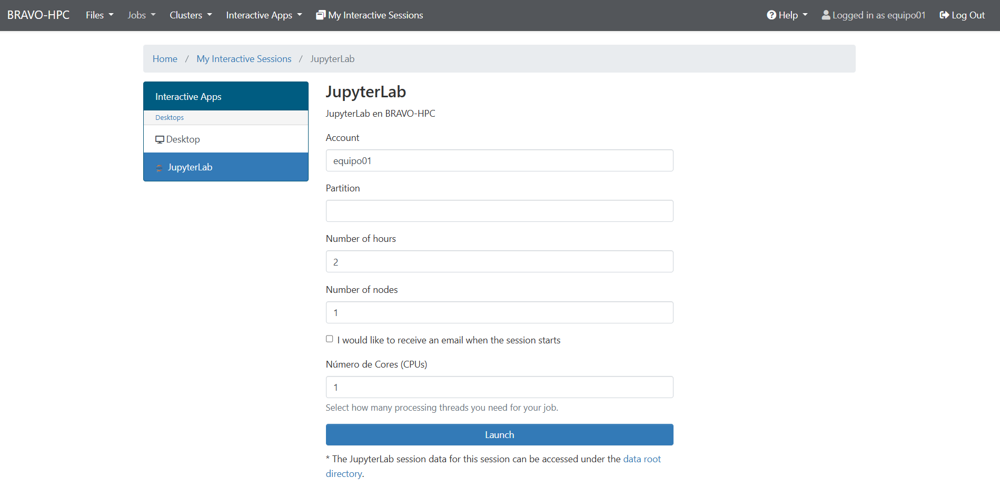 BRAVO-HPC Files Jobs Clusters Interactive Apps My Interactive Sessions Help Logged in as equipo01 Log Out
Home / My Interactive Sessions / JupyterLab
Interactive Apps
Desktops
Desktop
JupyterLab
JupyterLab
JupyterLab en BRAVO-HPC
Account
equipo01
Partition
Number of hours
2
Number of nodes
1
I would like to receive an email when the session starts
Número de Cores (CPUs)
1
Select how many processing threads you need for your job.
Launch
* The JupyterLab session data for this session can be accessed under the data root
directory.